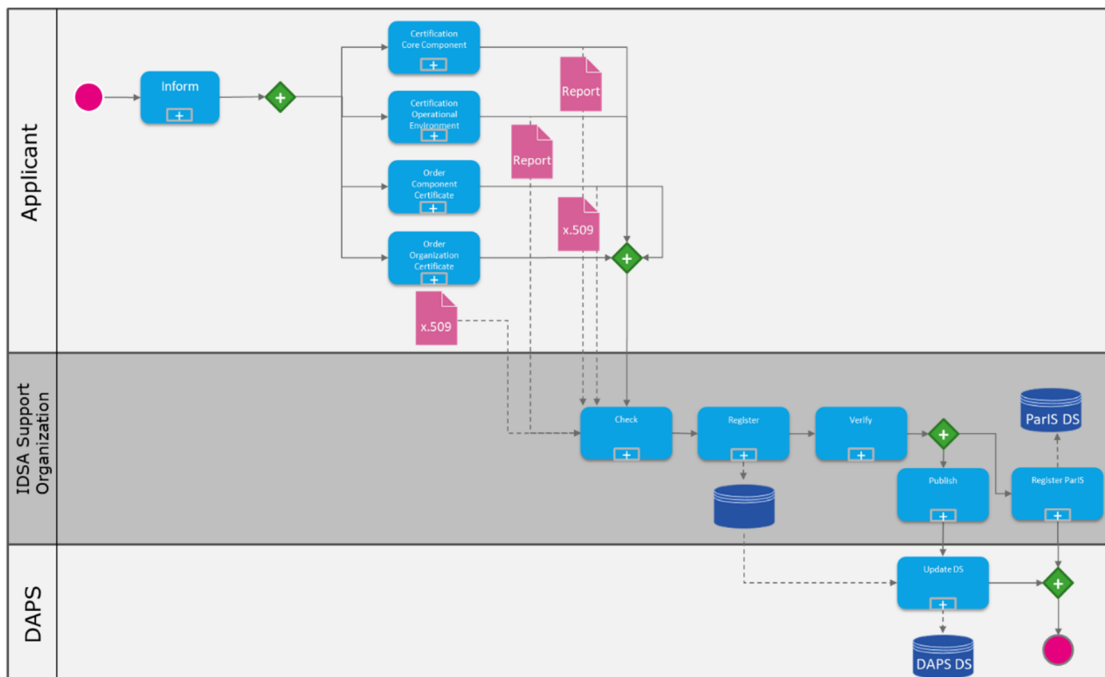 Applicant
Inform
Certification
Core Component
Certification
Operational
Environment
Order
Component
Certificate
Order
Organization
Certificate
Report
Report
x.509
x.509
IDSA Support
Organization
Check
Register
Verify
ParIS DS
Publish
Register ParIS
DAPS
Update DS
DAPS DS